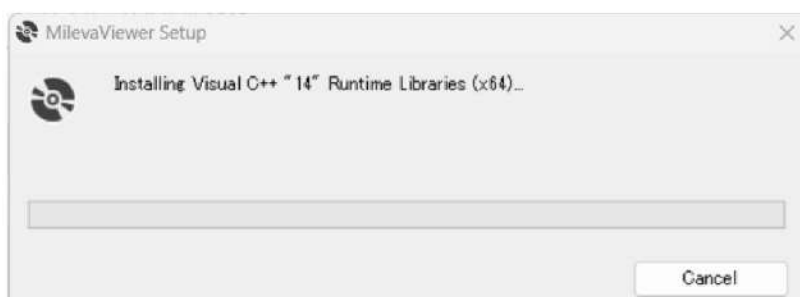 MilevaViewer Setup
Installing Visual C++ "14" Runtime Libraries (x64)...
Cancel